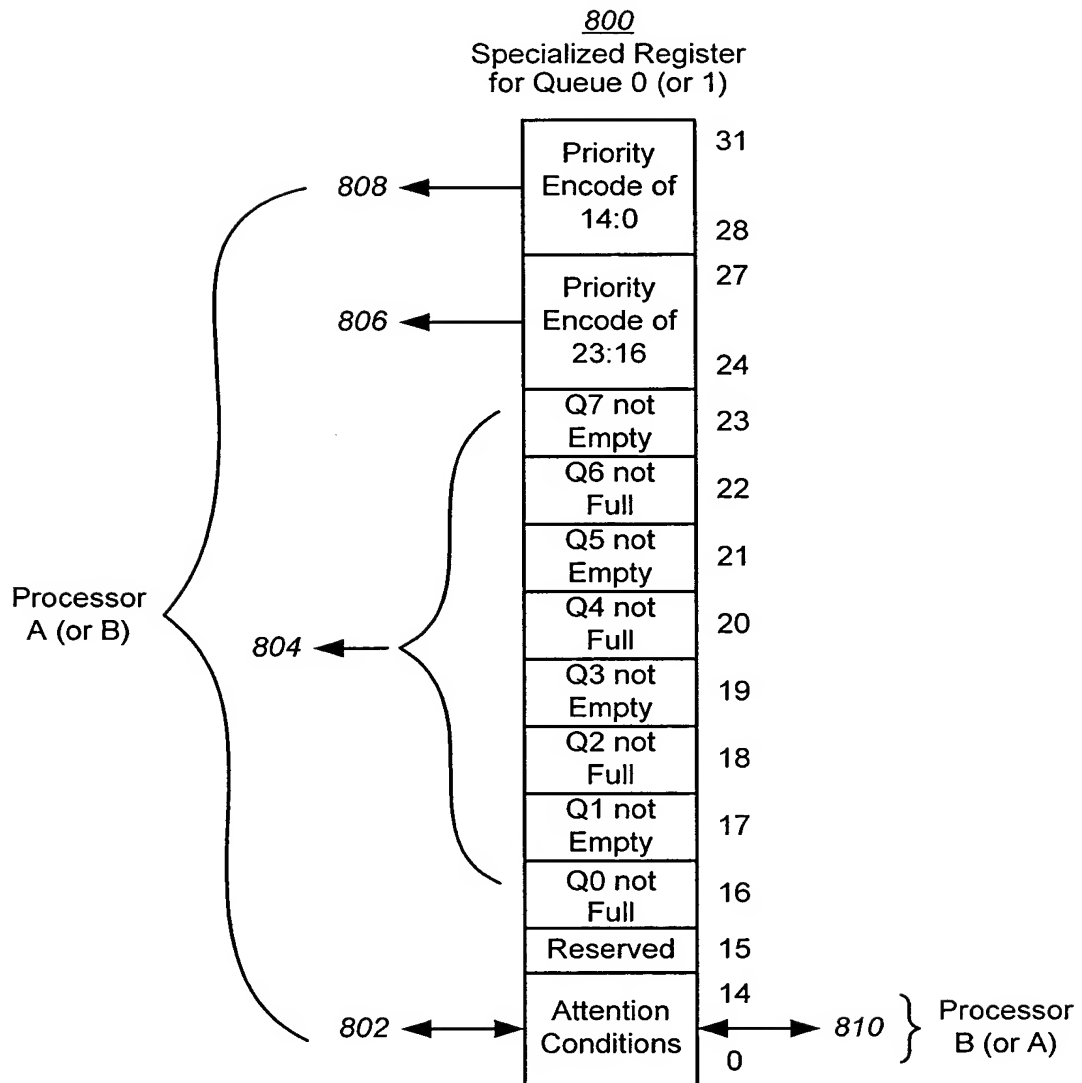 800
Specialized Register
for Queue 0 (or 1)
31
Priority
Encode of
14:0
808
28
27
Priority
Encode of
23:16
806
24
Q7 not
Empty
23
Q6 not
Full
22
Q5 not
Empty
21
Processor
A (or B)
Q4 not
Full
20
804
Q3 not
Empty
19
Q2 not
Full
18
Q1 not
Empty
17
Q0 not
Full
16
Reserved
15
14
Attention
Conditions
802
810
Processor
B (or A)
0